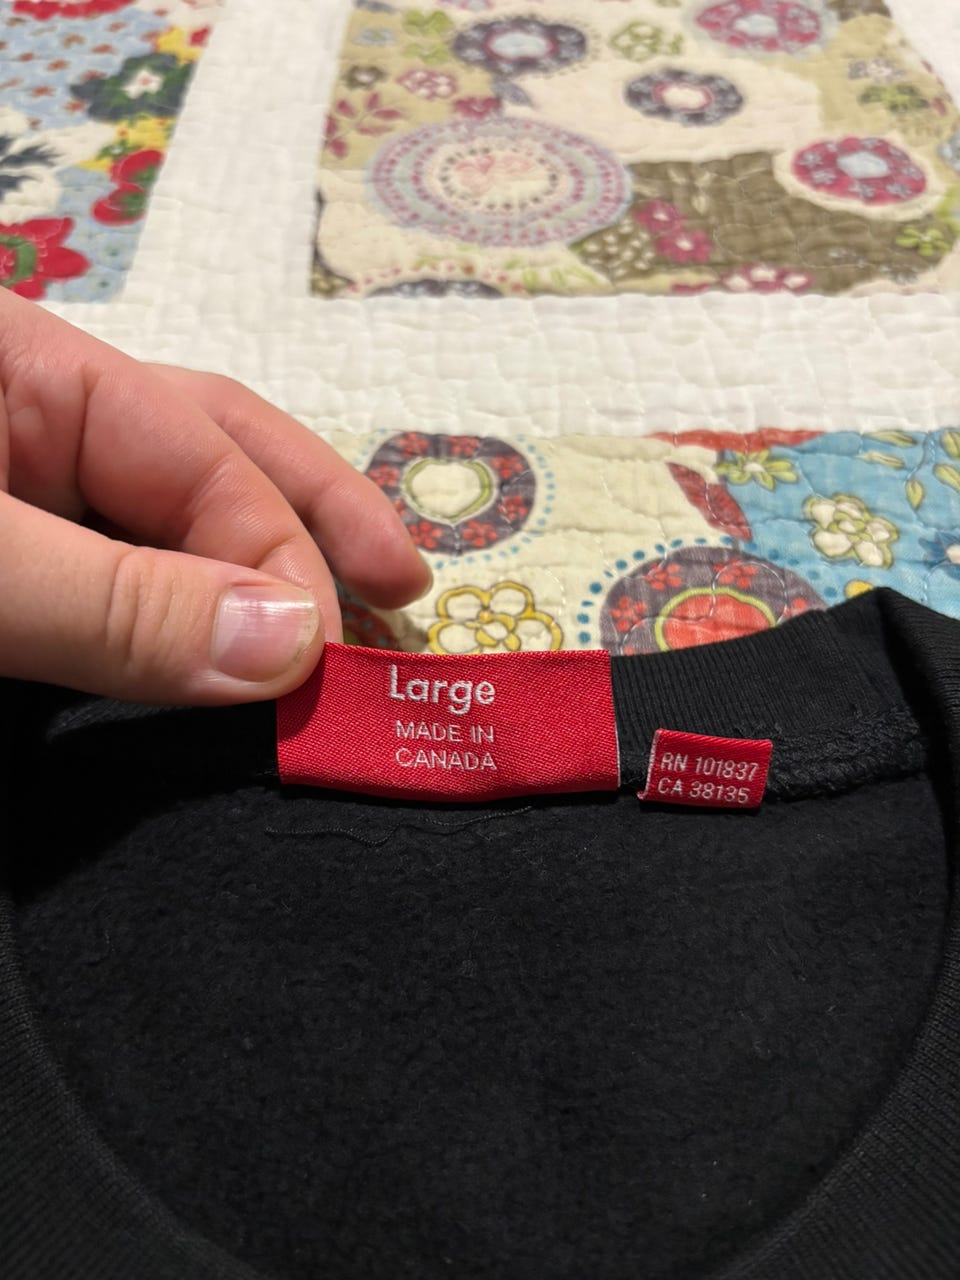 Large
MADE IN
CANADA
RN 101837
CA 38135